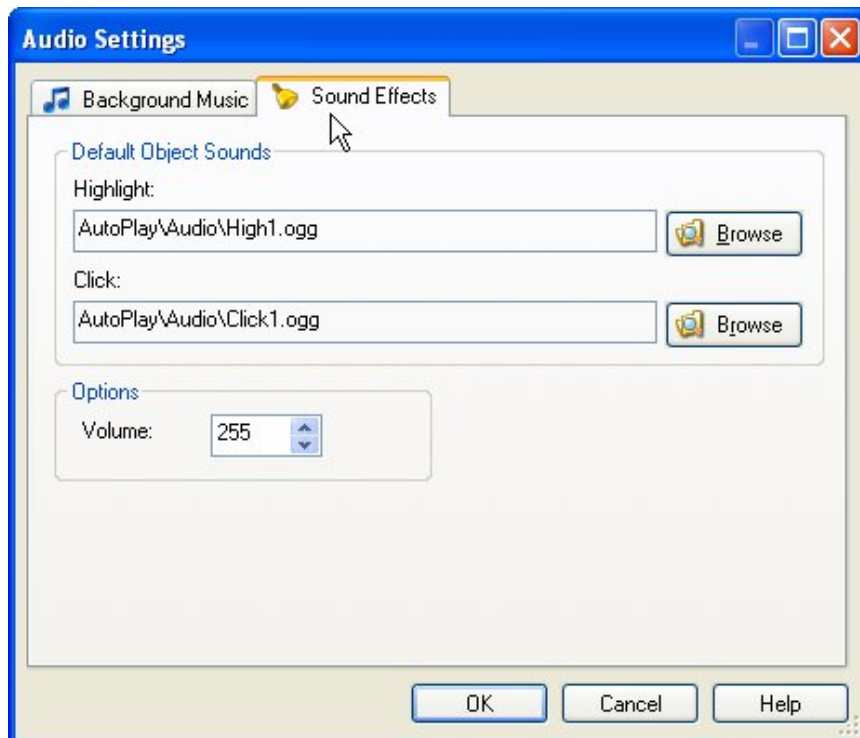 Audio Settings
Background Music
Sound Effects
Default Object Sounds
Highlight:
AutoPlay\Audio\High1.ogg
Browse
Click:
AutoPlay\Audio\Click1.ogg
Browse
Options
Volume: 255
OK Cancel Help